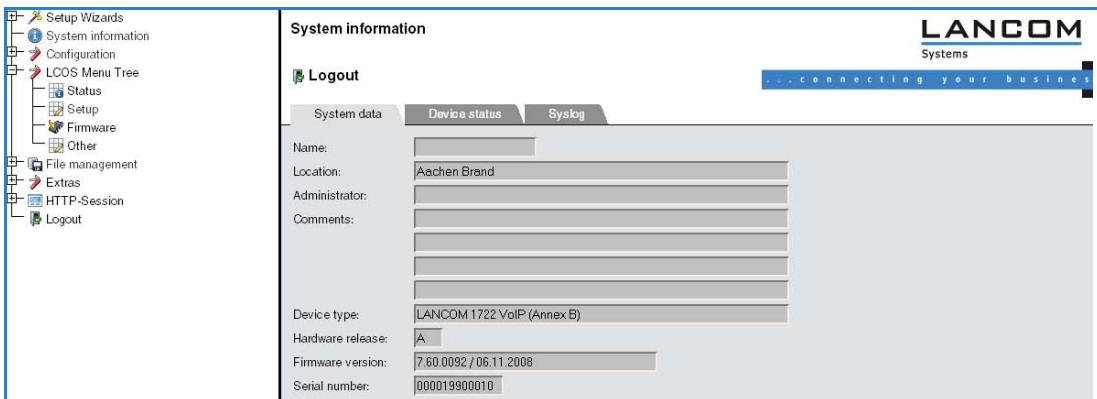 Setup Wizards
System information
Configuration
LCOS Menu Tree
Status
Setup
Firmware
Other
File management
Extras
HTTP-Session
Logout
System information
LANCOM
Systems
Logout
...connecting your busines
System data Device status Syslog
Name:
Location: Aachen Brand
Administrator:
Comments:
Device type: LANCOM 1722 VoIP (Annex B)
Hardware release: A
Firmware version: 7.60.0092 / 06.11.2008
Serial number: 000019900010